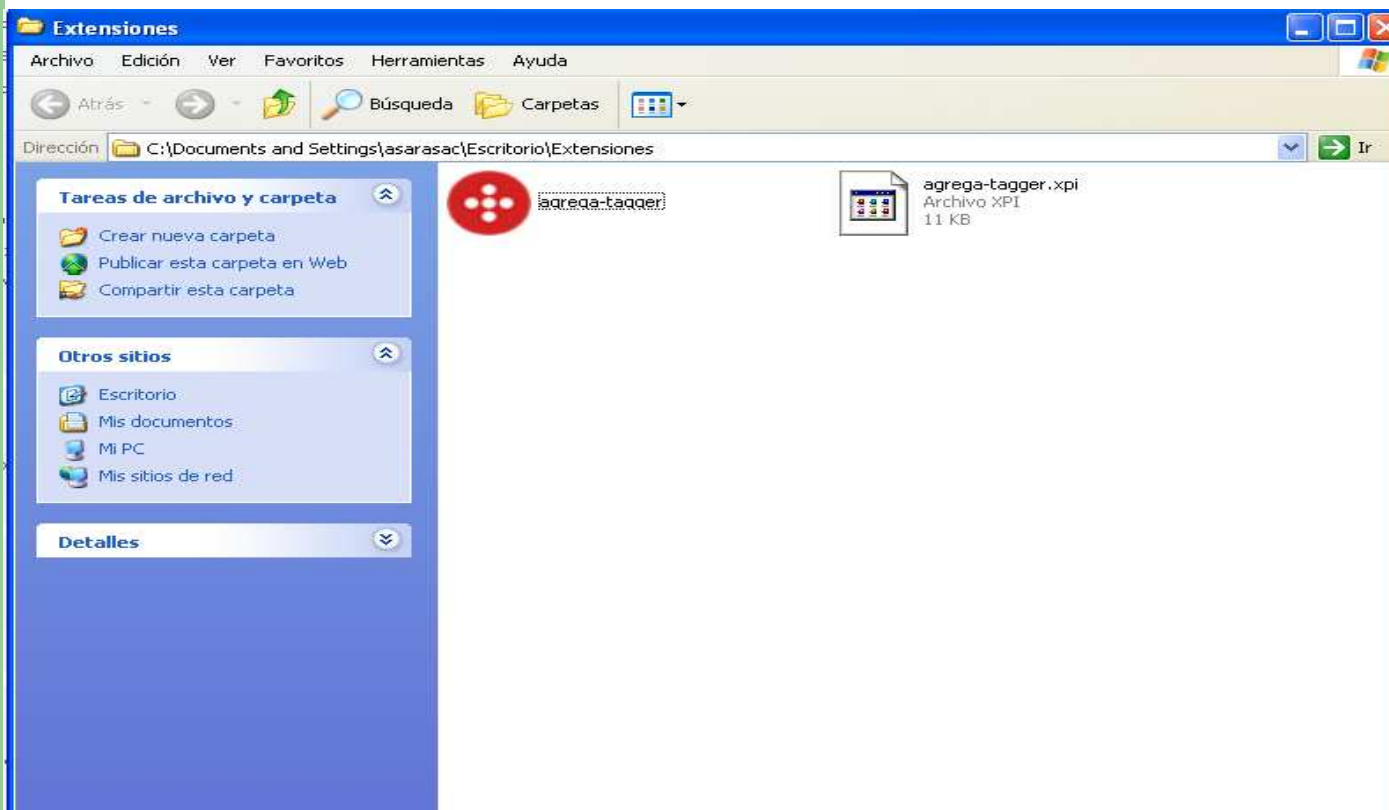 Extensiones
Archivo Edición Ver Favoritos Herramientas Ayuda
Atrás Búsqueda Carpetas
Dirección C:\Documents and Settings\asarasac\Escritorio\Extensiones Ir
Tareas de archivo y carpeta
Crear nueva carpeta
Publicar esta carpeta en Web
Compartir esta carpeta
Otros sitios
Escritorio
Mis documentos
Mi PC
Mis sitios de red
Detalles
agrega-tagger
agrega-tagger.xpi
Archivo XPI
11 KB